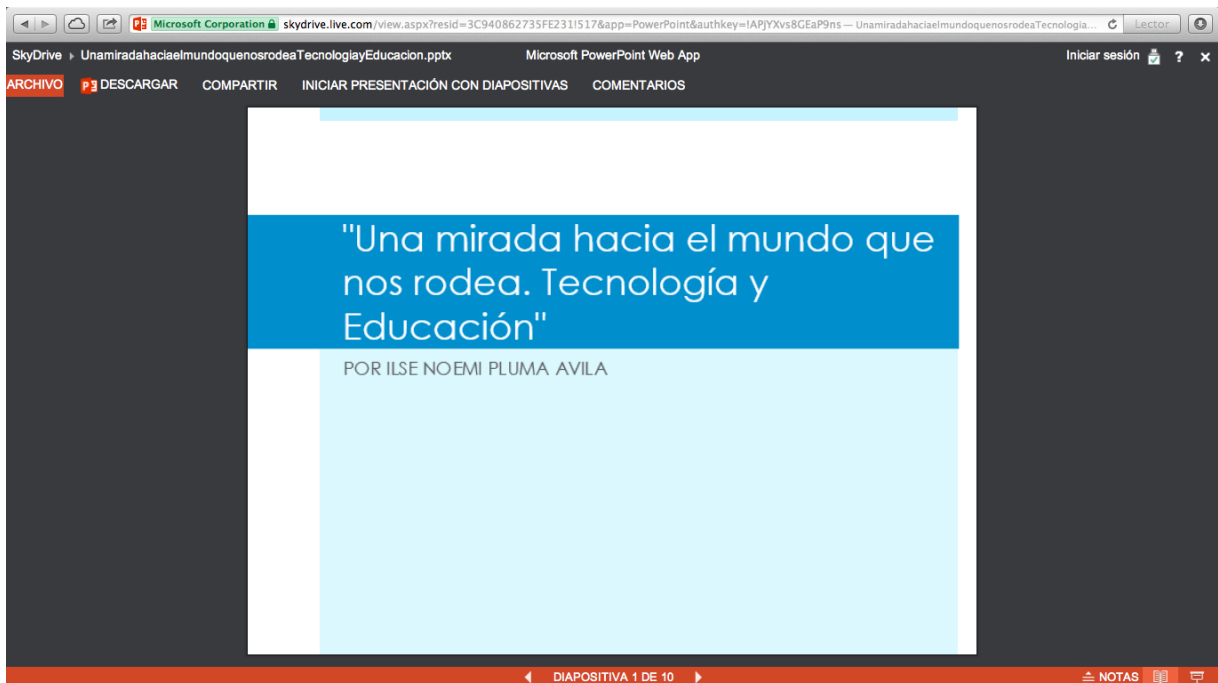 Microsoft Corporation skydrive.live.com/view.aspx?resid=3C940862735FE231!517&app=PowerPoint&authkey=!APJYXvs8GEaP9ns — UnamiradahaciaelmundoquenosrodeaTecnologia... Lector
SkyDrive UnamiradahaciaelmundoquenosrodeaTecnologiayEducacion.pptx Microsoft PowerPoint Web App Iniciar sesión ? x
ARCHIVO DESCARGAR COMPARTIR INICIAR PRESENTACIÓN CON DIAPOSITIVAS COMENTARIOS
"Una mirada hacia el mundo que
nos rodea. Tecnología y
Educación"
POR ILSE NOEMI PLUMA AVILA
DIAPOSITIVA 1 DE 10 NOTAS